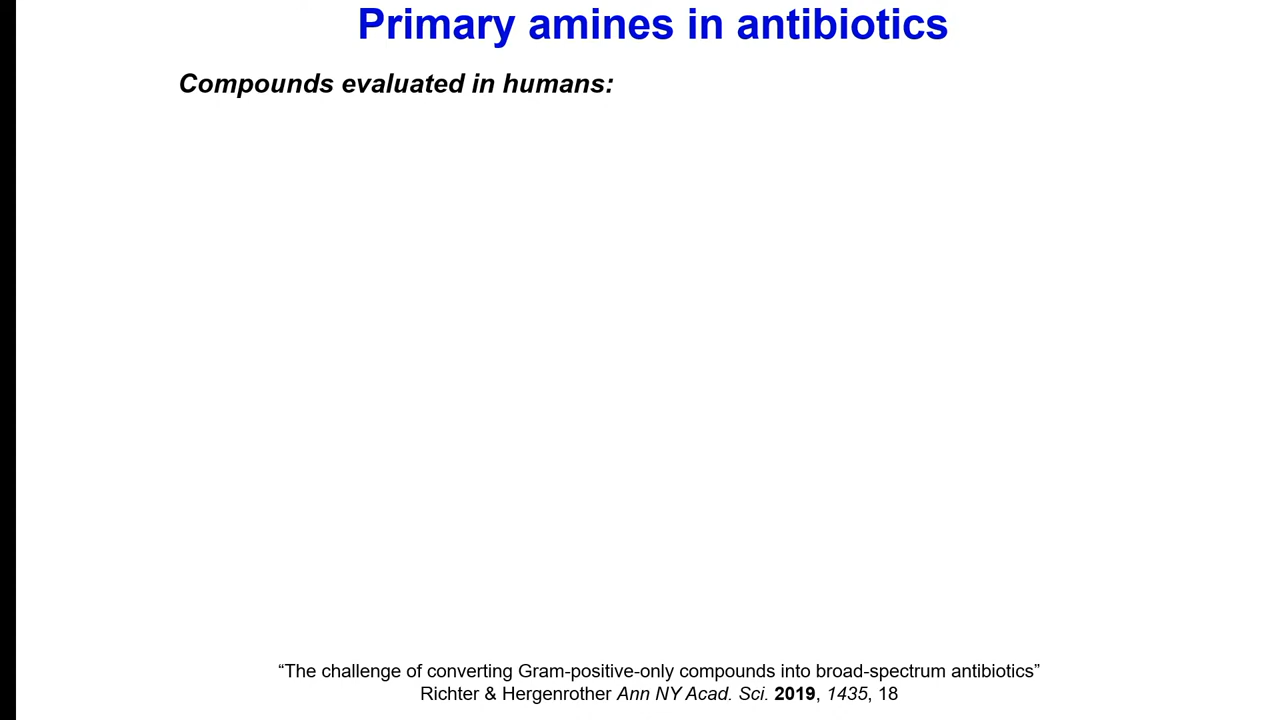 Primary amines in antibiotics
Compounds evaluated in humans:
“The challenge of converting Gram-positive-only compounds into broad-spectrum antibiotics”
Richter & Hergenrother Ann NY Acad. Sci. 2019, 1435, 18